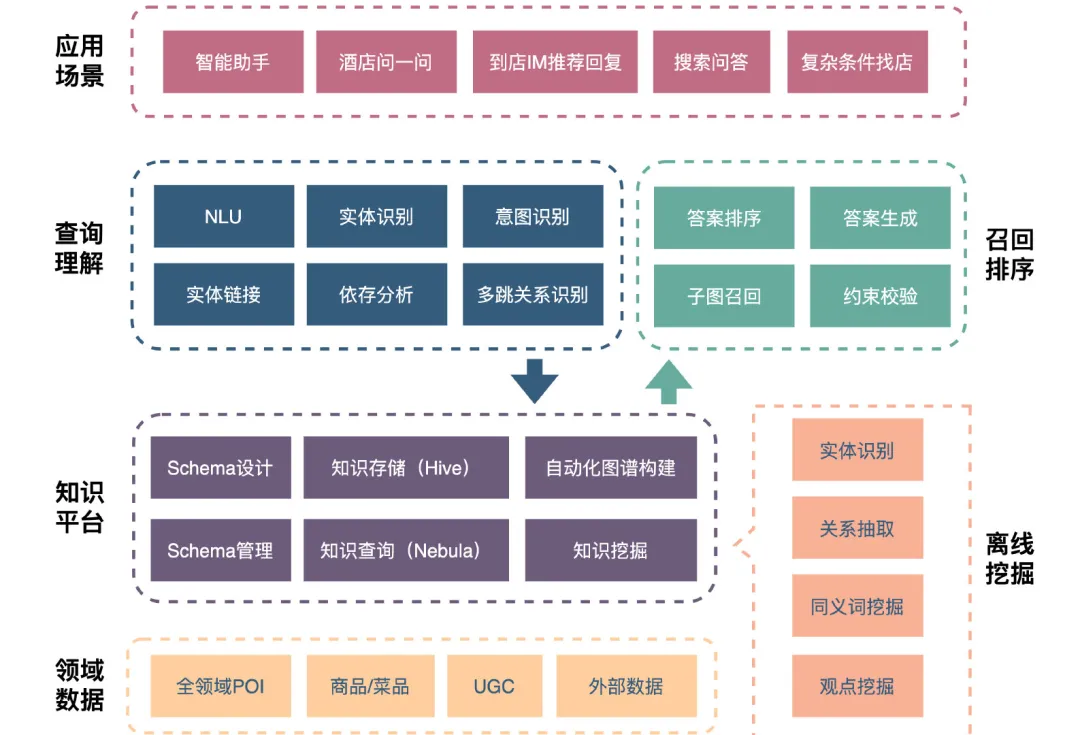 应用
场景
智能助手
酒店问一问
到店IM推荐回复
搜索问答
复杂条件找店
查询
理解
NLU
实体识别
意图识别
实体链接
依存分析
多跳关系识别
答案排序
答案生成
子图召回
约束校验
召回
排序
知识
平台
Schema设计
知识存储（Hive）
自动化图谱构建
Schema管理
知识查询（Nebula）
知识挖掘
实体识别
关系抽取
同义词挖掘
观点挖掘
离线
挖掘
领域
数据
全领域POI
商品/菜品
UGC
外部数据